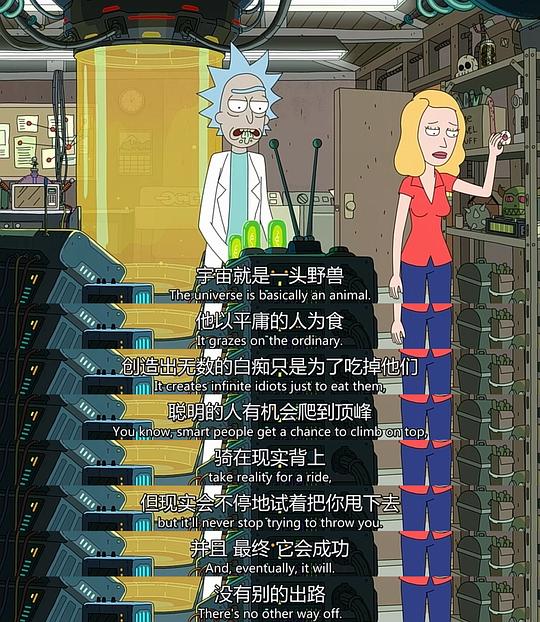 宇宙就是一头野兽
The universe is basically an animal.
他以平庸的人为食
It grazes on the ordinary.
创造出无数的白痴只是为了吃掉他们
It creates infinite idiots just to eat them,
聪明的人有机会爬到顶峰
You know, smart people get a chance to climb on top,
骑在现实背上
take reality for a ride,
但现实会不停地试着把你甩下去
but it'll never stop trying to throw you.
并且 最终 它会成功
And, eventually, it will.
没有别的出路
There's no other way off.